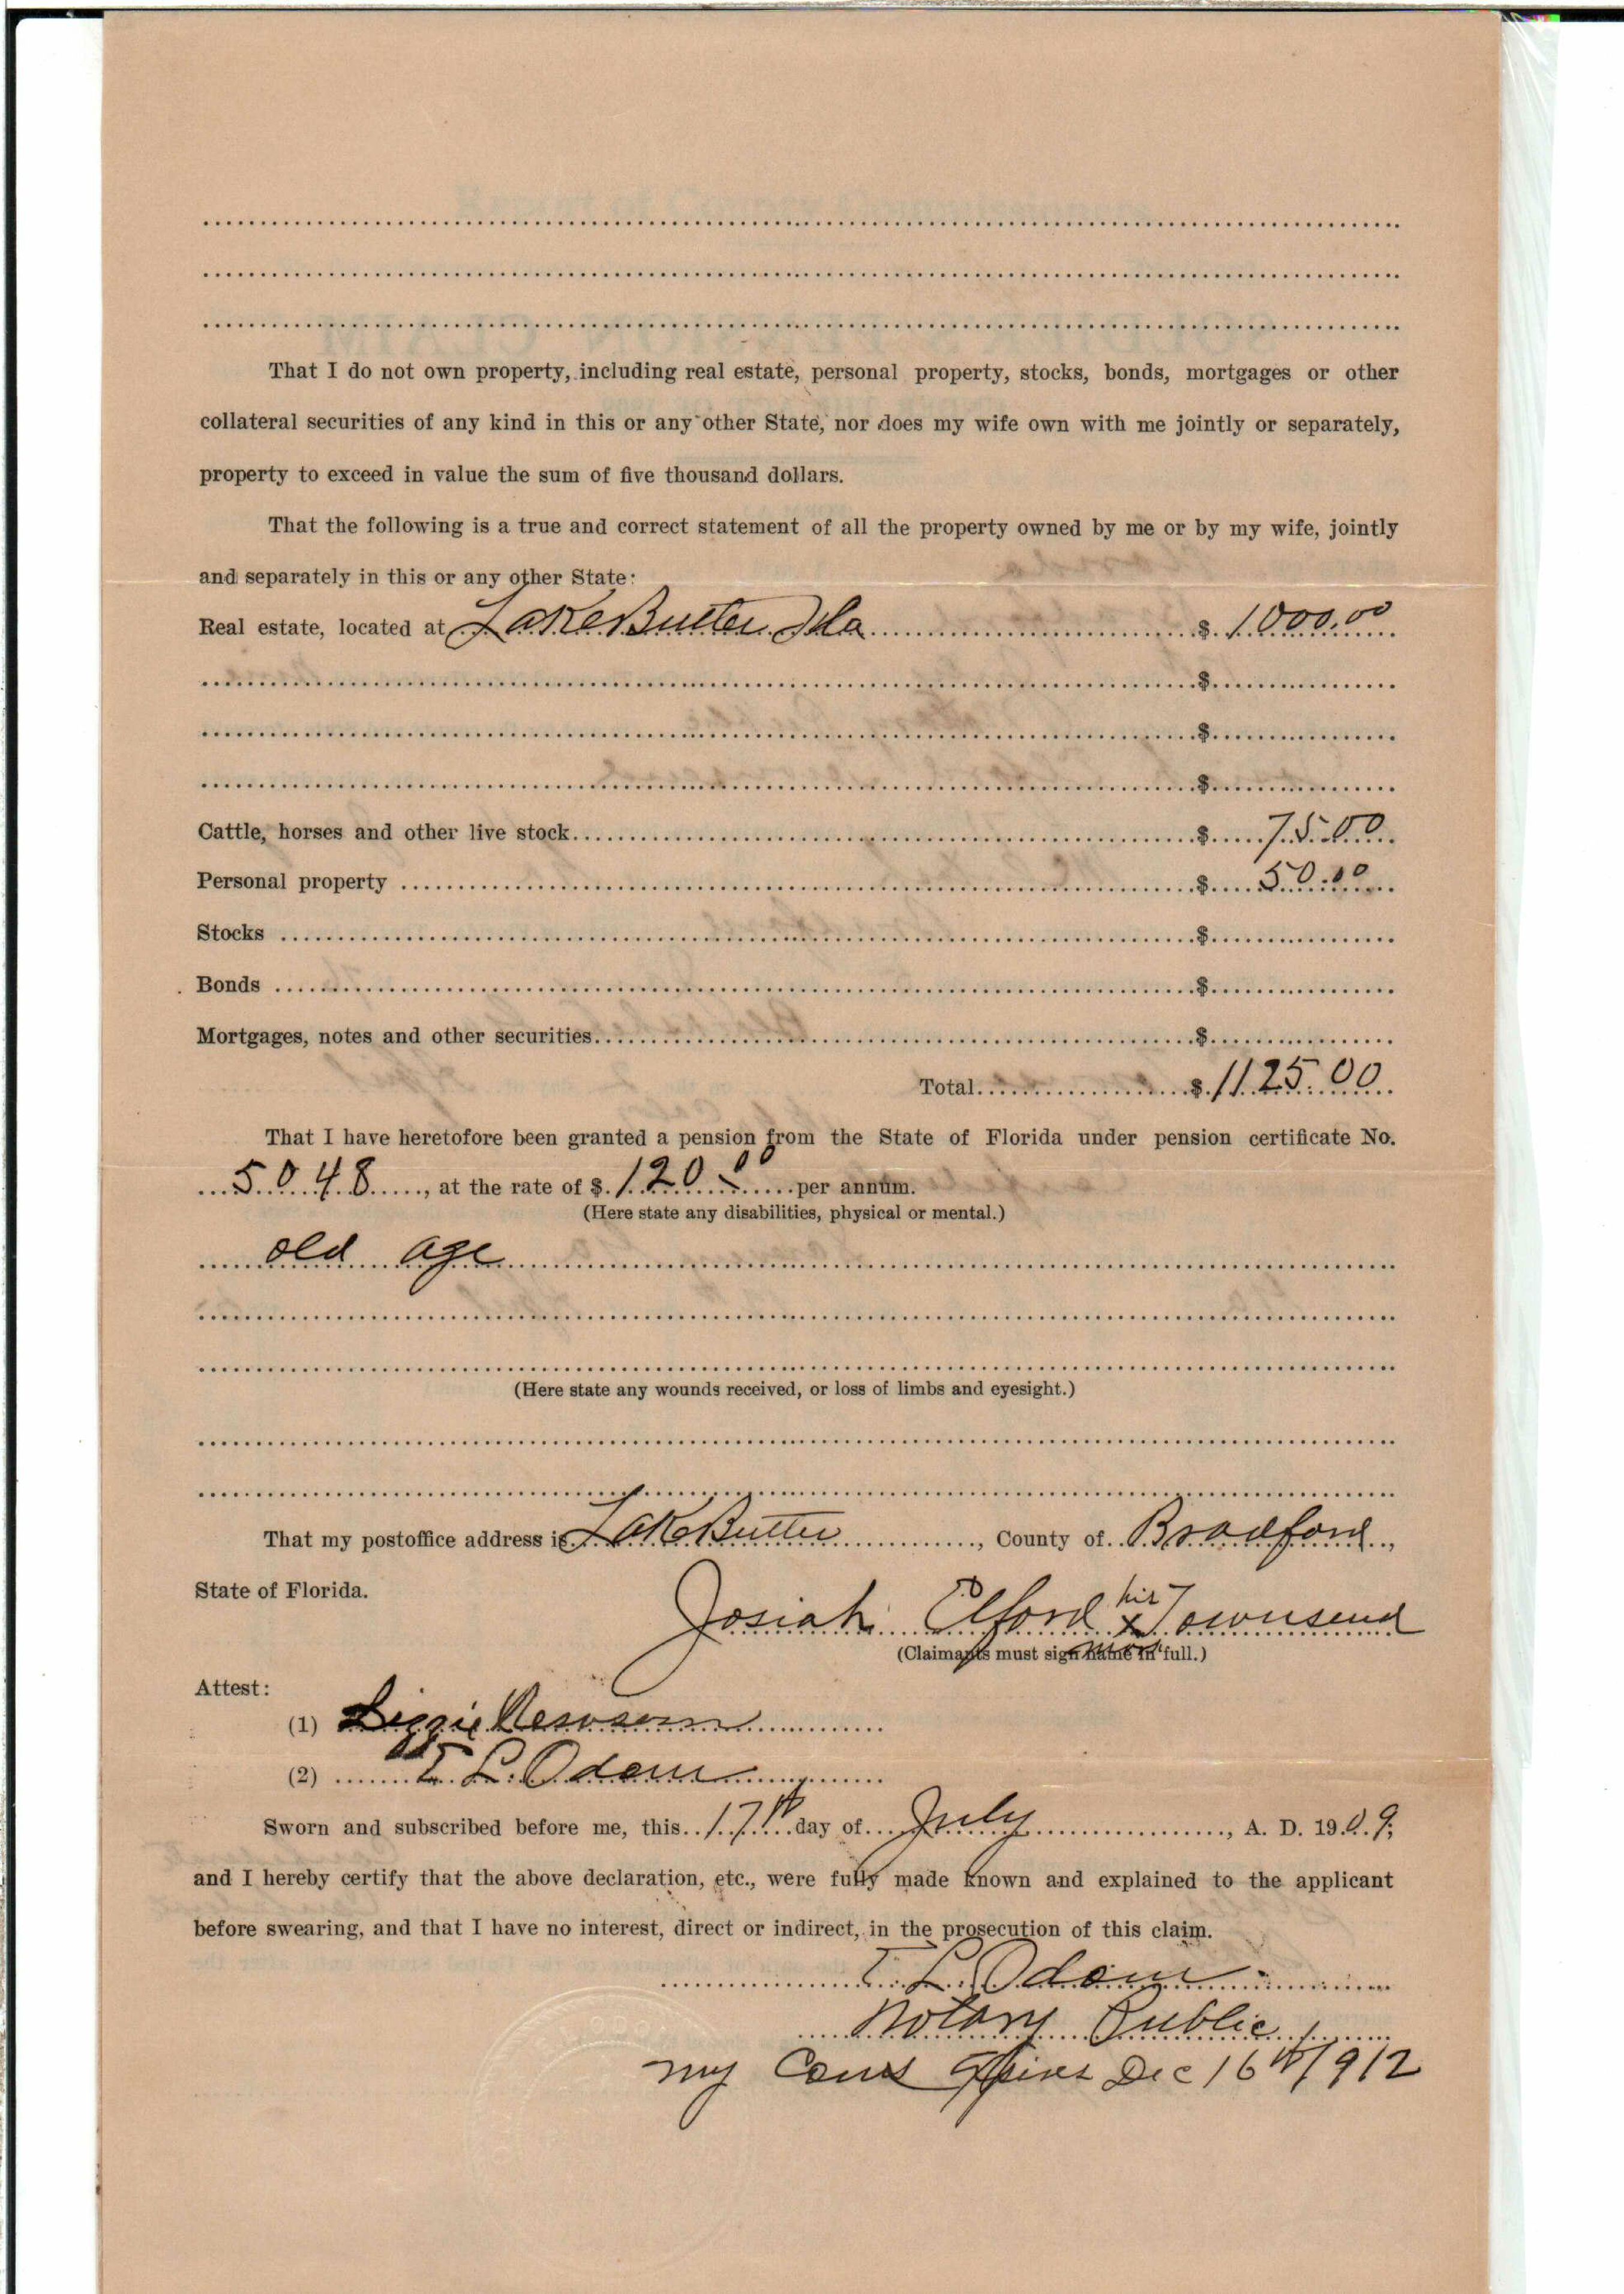 That I do not own property, including real estate, personal property, stocks, bonds, mortgages or other
collateral securities of any kind in this or any other State, nor does my wife own with me jointly or separately,
property to exceed in value the sum of five thousand dollars.
That the following is a true and correct statement of all the property owned by me or by my wife, jointly
and separately in this or any other State:
Real estate, located at Lake Butler Fla $ 1000.00
$
$
$
Cattle, horses and other live stock $ 75.00
Personal property $ 50.00
Stocks $
Bonds $
Mortgages, notes and other securities $
Total $ 1125.00
That I have heretofore been granted a pension from the State of Florida under pension certificate No.
5048, at the rate of $ 120.00 per annum.
(Here state any disabilities, physical or mental.)
old age
(Here state any wounds received, or loss of limbs and eyesight.)
That my postoffice address is Lake Butler, County of Bradford,
State of Florida.
Josiah Elford his x mark Townsend
(Claimants must sign name in full.)
Attest:
(1) Lizzie Newsom
(2) T. L. Odom
Sworn and subscribed before me, this 17th day of July, A. D. 1909,
and I hereby certify that the above declaration, etc., were fully made known and explained to the applicant
before swearing, and that I have no interest, direct or indirect, in the prosecution of this claim.
T. L. Odom
Notary Public
my Coms Expires Dec 16th 1912